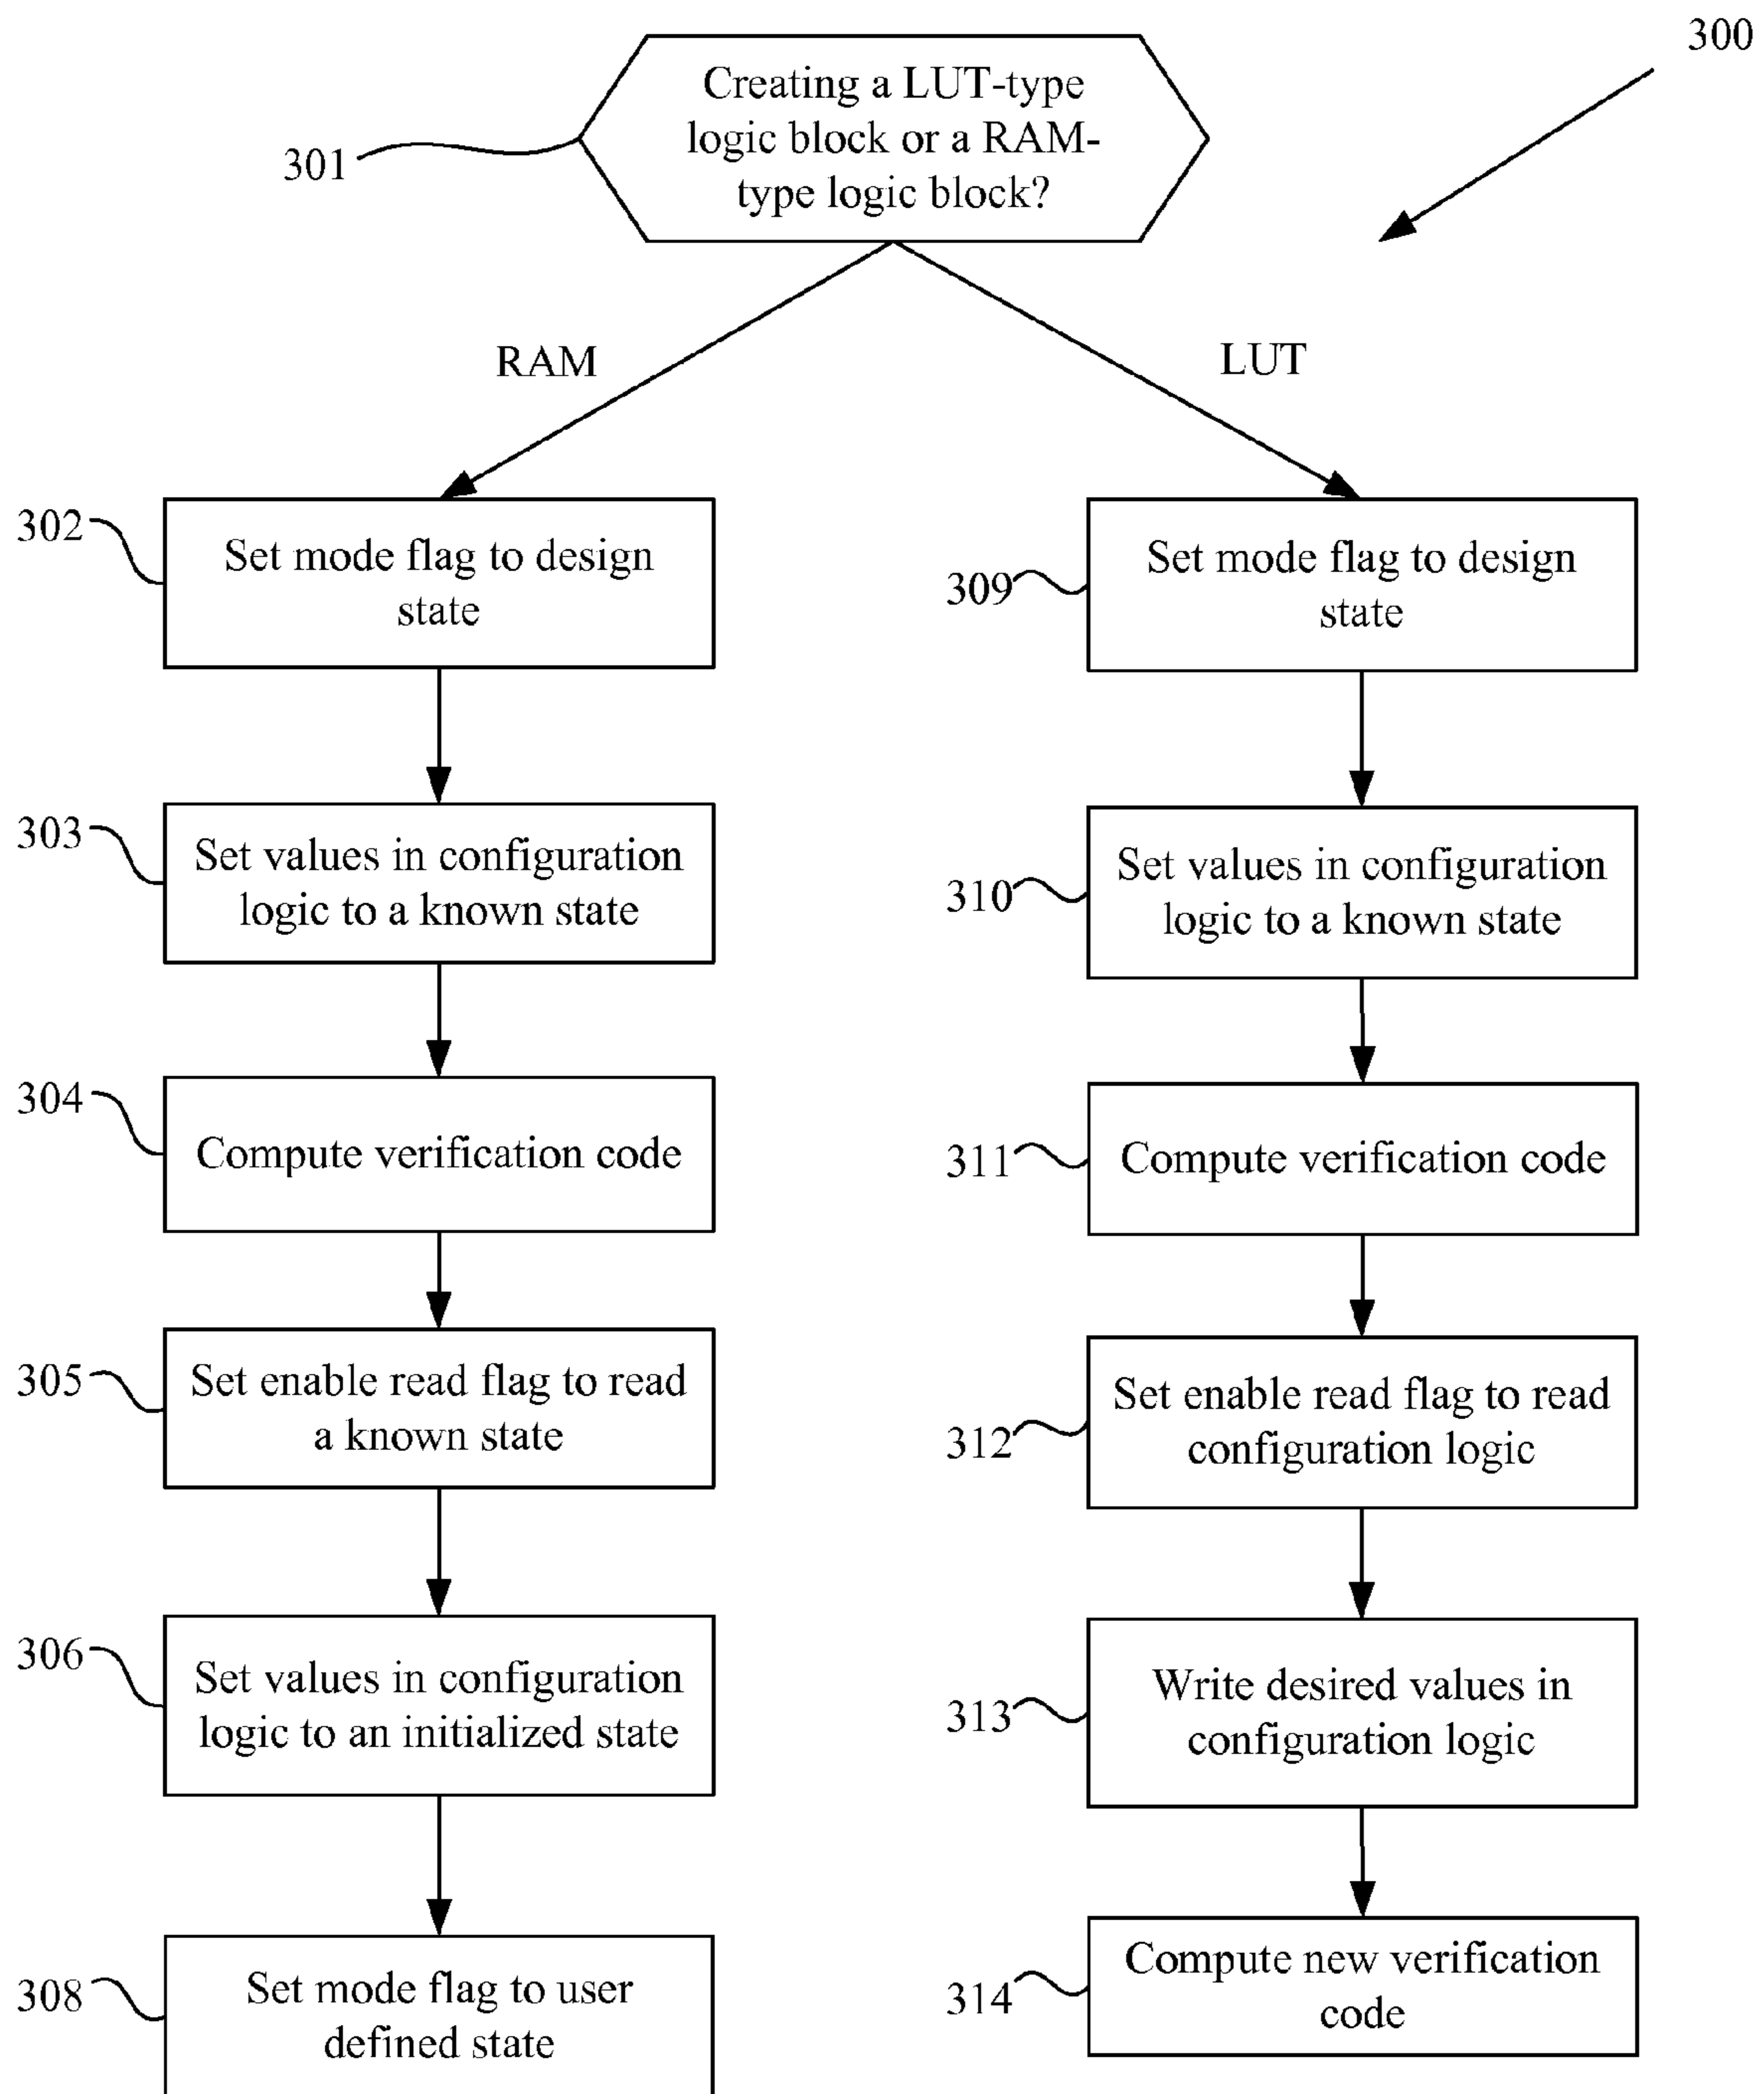 300
Creating a LUT-type
logic block or a RAM-
type logic block?
301
RAM
LUT
302
Set mode flag to design
state
303
Set values in configuration
logic to a known state
304
Compute verification code
305
Set enable read flag to read
a known state
306
Set values in configuration
logic to an initialized state
308
Set mode flag to user
defined state
309
Set mode flag to design
state
310
Set values in configuration
logic to a known state
311
Compute verification code
312
Set enable read flag to read
configuration logic
313
Write desired values in
configuration logic
314
Compute new verification
code